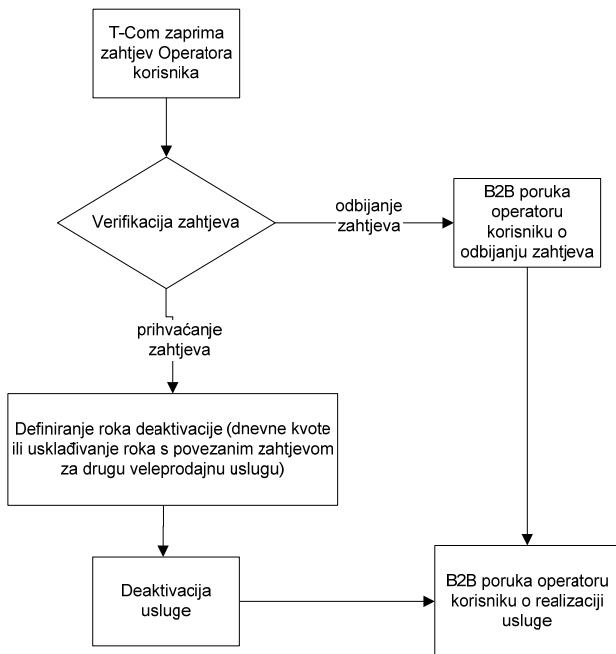 T-Com zaprima
zahtjev Operatora
korisnika
Verifikacija zahtjeva
odbijanje
zahtjeva
B2B poruka
operatoru
korisniku o
odbijanju zahtjeva
prihvaćanje
zahtjeva
Definiranje roka deaktivacije (dnevne kvote
ili usklađivanje roka s povezanim zahtjevom
za drugu veleprodajnu uslugu)
Deaktivacija
usluge
B2B poruka operatoru
korisniku o realizaciji
usluge